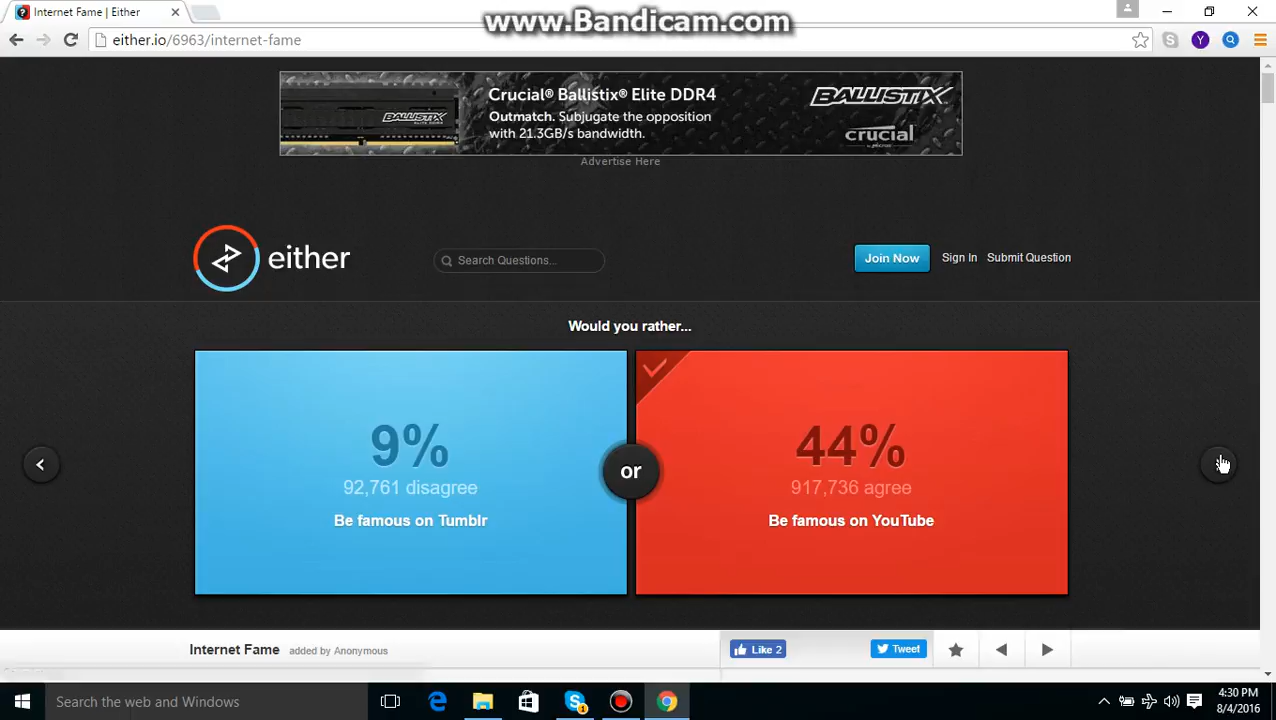 Internet Fame | Either
www.Bandicam.com
either.io/6963/internet-fame
Crucial® Ballistix® Elite DDR4
Outmatch. Subjugate the opposition
with 21.3GB/s bandwidth.
BALLISTIX
BALLISTIX
crucial
Advertise Here
either
Search Questions...
Join Now
Sign In
Submit Question
Would you rather...
9%
92,761 disagree
Be famous on Tumblr
or
44%
917,736 agree
Be famous on YouTube
Internet Fame added by Anonymous
Like 2
Tweet
Search the web and Windows
4:30 PM
8/4/2016